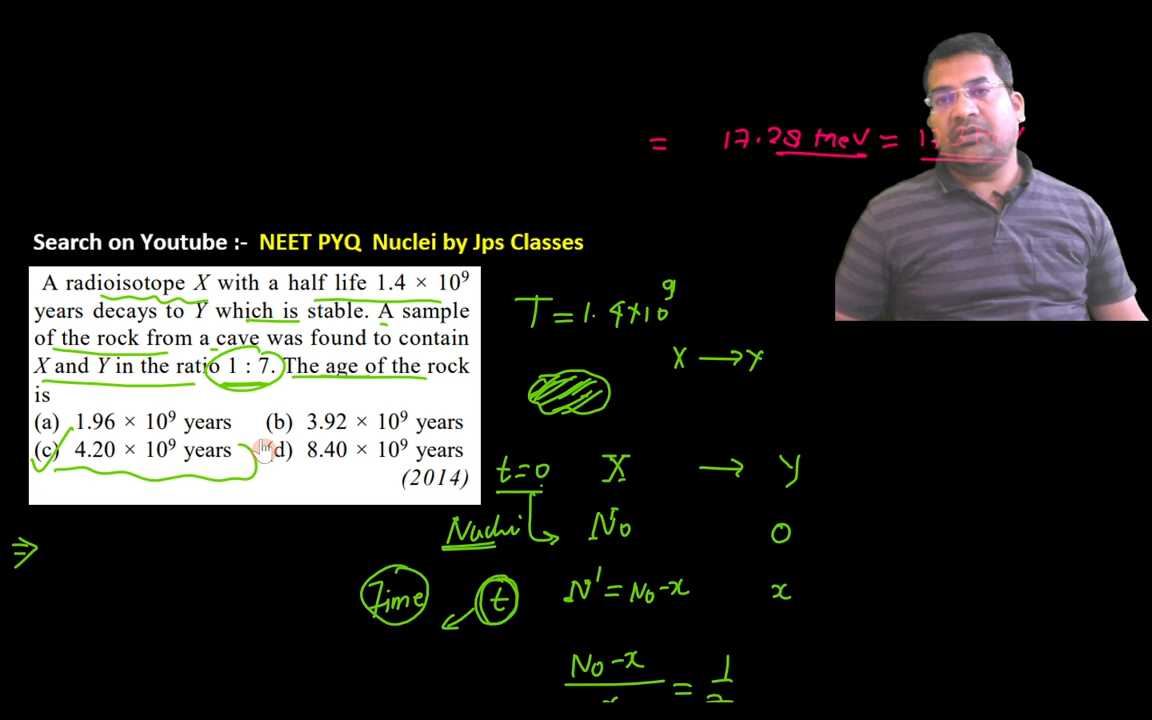 = 17.28 meV =
Search on Youtube :- NEET PYQ Nuclei by Jps Classes
A radioisotope X with a half life 1.4 × 10⁹
years decays to Y which is stable. A sample
of the rock from a cave was found to contain
X and Y in the ratio 1 : 7. The age of the rock
is
(a) 1.96 × 10⁹ years (b) 3.92 × 10⁹ years
(c) 4.20 × 10⁹ years (d) 8.40 × 10⁹ years
(2014)
T = 1.4×10⁹
X → Y
t=0 X → Y
Nuclei N₀ 0
Time t N' = N₀-x x
N₀-x
= 1